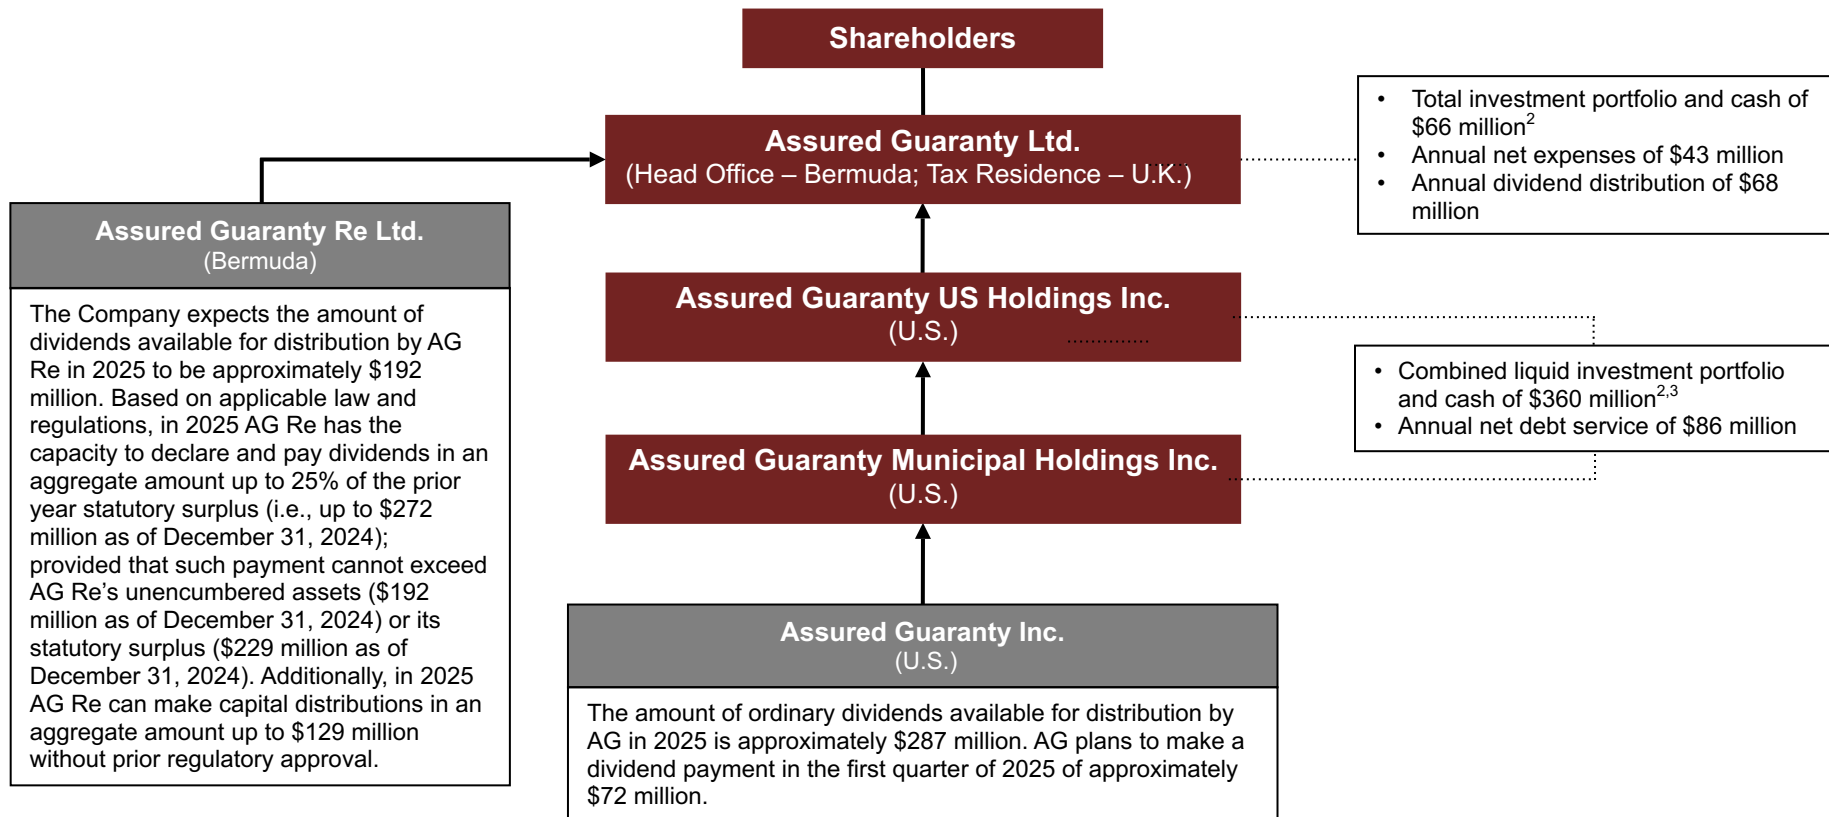 Shareholders
Assured Guaranty Ltd.
(Head Office – Bermuda; Tax Residence – U.K.)
• Total investment portfolio and cash of
$66 million2
• Annual net expenses of $43 million
• Annual dividend distribution of $68
million
Assured Guaranty Re Ltd.
(Bermuda)
The Company expects the amount of
dividends available for distribution by AG
Re in 2025 to be approximately $192
million. Based on applicable law and
regulations, in 2025 AG Re has the
capacity to declare and pay dividends in an
aggregate amount up to 25% of the prior
year statutory surplus (i.e., up to $272
million as of December 31, 2024);
provided that such payment cannot exceed
AG Re’s unencumbered assets ($192
million as of December 31, 2024) or its
statutory surplus ($229 million as of
December 31, 2024). Additionally, in 2025
AG Re can make capital distributions in an
aggregate amount up to $129 million
without prior regulatory approval.
Assured Guaranty US Holdings Inc.
(U.S.)
• Combined liquid investment portfolio
and cash of $360 million2,3
• Annual net debt service of $86 million
Assured Guaranty Municipal Holdings Inc.
(U.S.)
Assured Guaranty Inc.
(U.S.)
The amount of ordinary dividends available for distribution by
AG in 2025 is approximately $287 million. AG plans to make a
dividend payment in the first quarter of 2025 of approximately
$72 million.